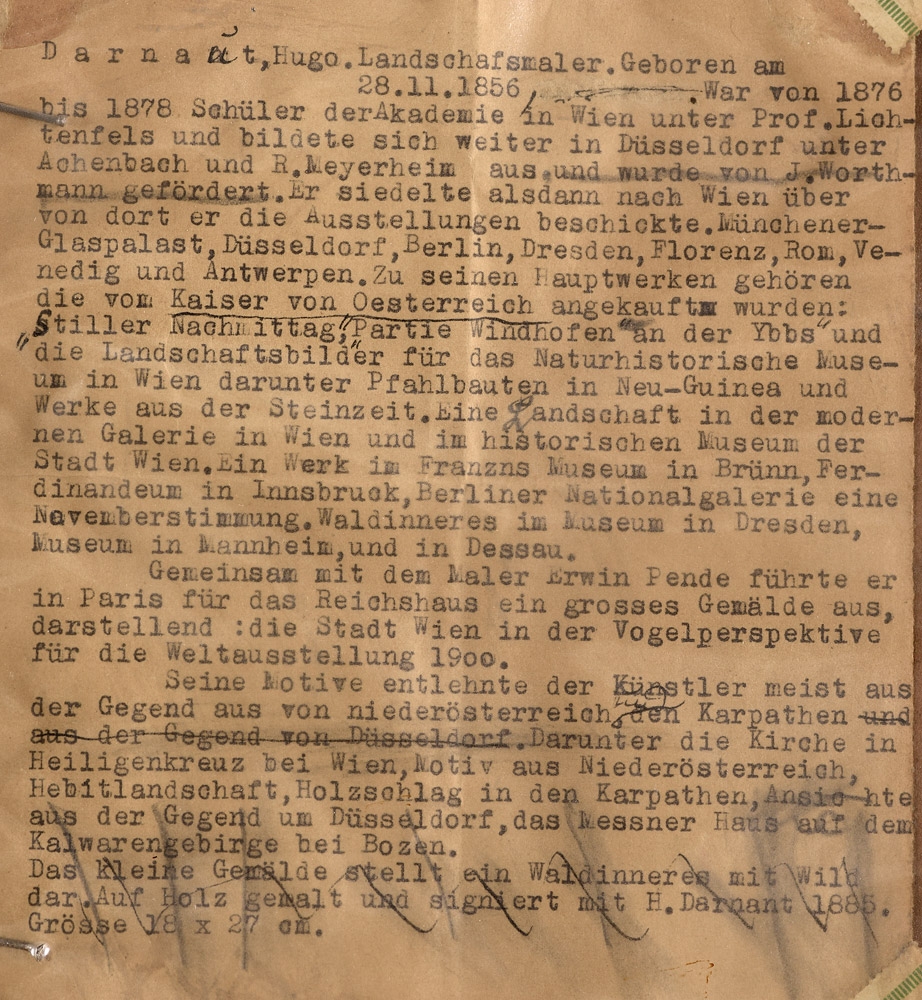 Darnaut,Hugo.Landschafsmaler.Geboren am
28.11.1856, .War von 1876
bis 1878 Schüler derAkademie in Wien unter Prof.Lich-
tenfels und bildete sich weiter in Düsseldorf unter
Achenbach und R.Meyerheim aus.und wurde von J.Worth-
mann gefördert.Er siedelte alsdann nach Wien über
von dort er die Ausstellungen beschickte.Münchener-
Glaspalast,Düsseldorf,Berlin,Dresden,Florenz,Rom,Ve-
nedig und Antwerpen.Zu seinen Hauptwerken gehören
die vom Kaiser von Oesterreich angekauft wurden:
„Stiller Nachmittag",Partie Windhofen "an der Ybbs" und
„die Landschaftsbilder für das Naturhistorische Muse-
um in Wien darunter Pfahlbauten in Neu-Guinea und
Werke aus der Steinzeit.Eine Landschaft in der moder-
nen Galerie in Wien und im historischen Museum der
Stadt Wien.Ein Werk im Franzns Museum in Brünn,Fer-
dinandeum in Innsbruck,Berliner Nationalgalerie eine
Novemberstimmung.Waldinneres im Museum in Dresden,
Museum in Mannheim,und in Dessau.
Gemeinsam mit dem Maler Erwin Pende führte er
in Paris für das Reichshaus ein grosses Gemälde aus,
darstellend :die Stadt Wien in der Vogelperspektive
für die Weltausstellung 19oo.
Seine Motive entlehnte der Künstler meist aus
der Gegend aus von niederösterreich, den Karpathen und
aus der Gegend von Düsseldorf.Darunter die Kirche in
Heiligenkreuz bei Wien,Motiv aus Niederösterreich,
Hebitlandschaft,Holzschlag in den Karpathen,Ansichte
aus der Gegend um Düsseldorf,das Messner Haus auf dem
Kalwarengebirge bei Bozen.
Das kleine Gemälde stellt ein Waldinneres mit Wild
dar.Auf Holz gemalt und signiert mit H.Darnant 1885.
Grösse 18 x 27 cm.